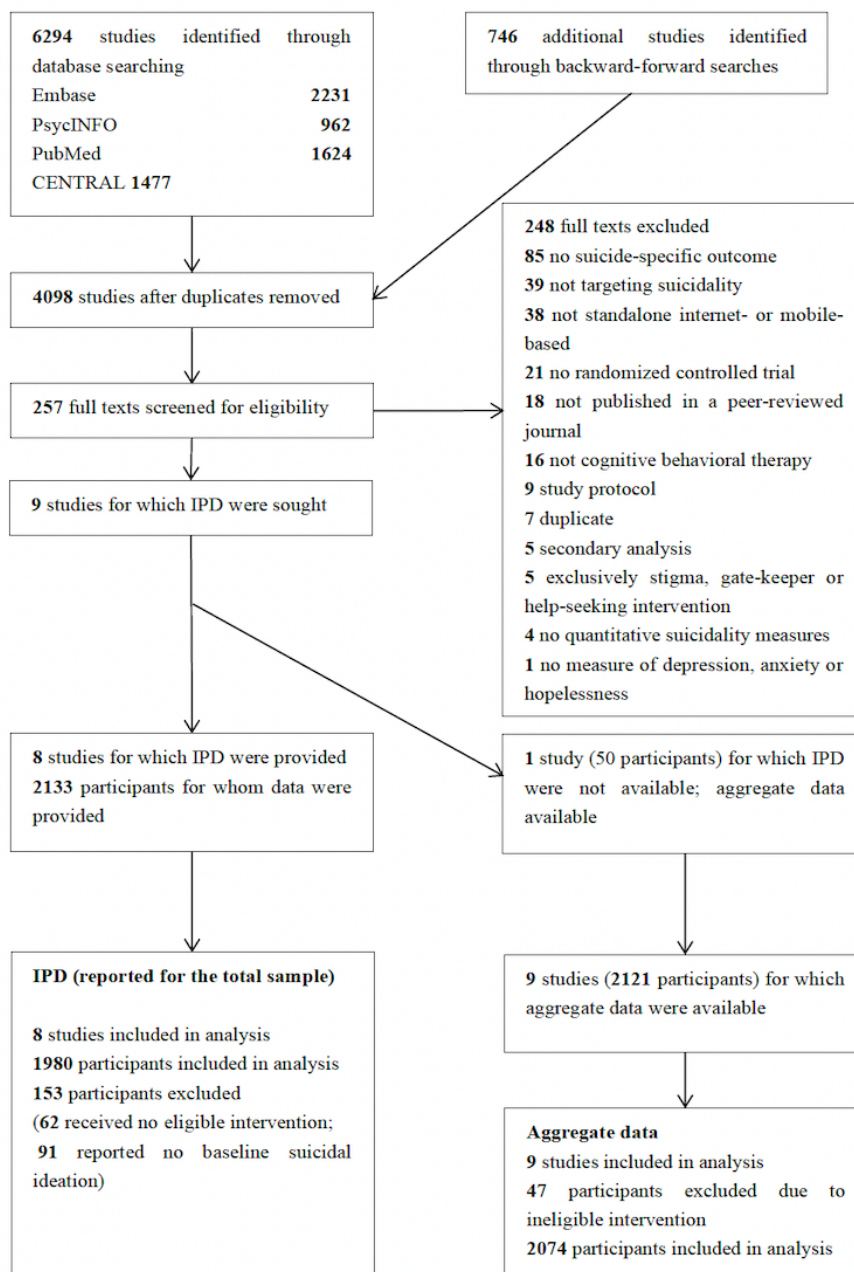 6294 studies identified through
database searching
Embase 2231
PsycINFO 962
PubMed 1624
CENTRAL 1477
746 additional studies identified
through backward-forward searches
4098 studies after duplicates removed
257 full texts screened for eligibility
248 full texts excluded
85 no suicide-specific outcome
39 not targeting suicidality
38 not standalone internet- or mobile-
based
21 no randomized controlled trial
18 not published in a peer-reviewed
journal
16 not cognitive behavioral therapy
9 study protocol
7 duplicate
5 secondary analysis
5 exclusively stigma, gate-keeper or
help-seeking intervention
4 no quantitative suicidality measures
1 no measure of depression, anxiety or
hopelessness
9 studies for which IPD were sought
8 studies for which IPD were provided
2133 participants for whom data were
provided
1 study (50 participants) for which IPD
were not available; aggregate data
available
IPD (reported for the total sample)
8 studies included in analysis
1980 participants included in analysis
153 participants excluded
(62 received no eligible intervention;
91 reported no baseline suicidal
ideation)
9 studies (2121 participants) for which
aggregate data were available
Aggregate data
9 studies included in analysis
47 participants excluded due to
ineligible intervention
2074 participants included in analysis